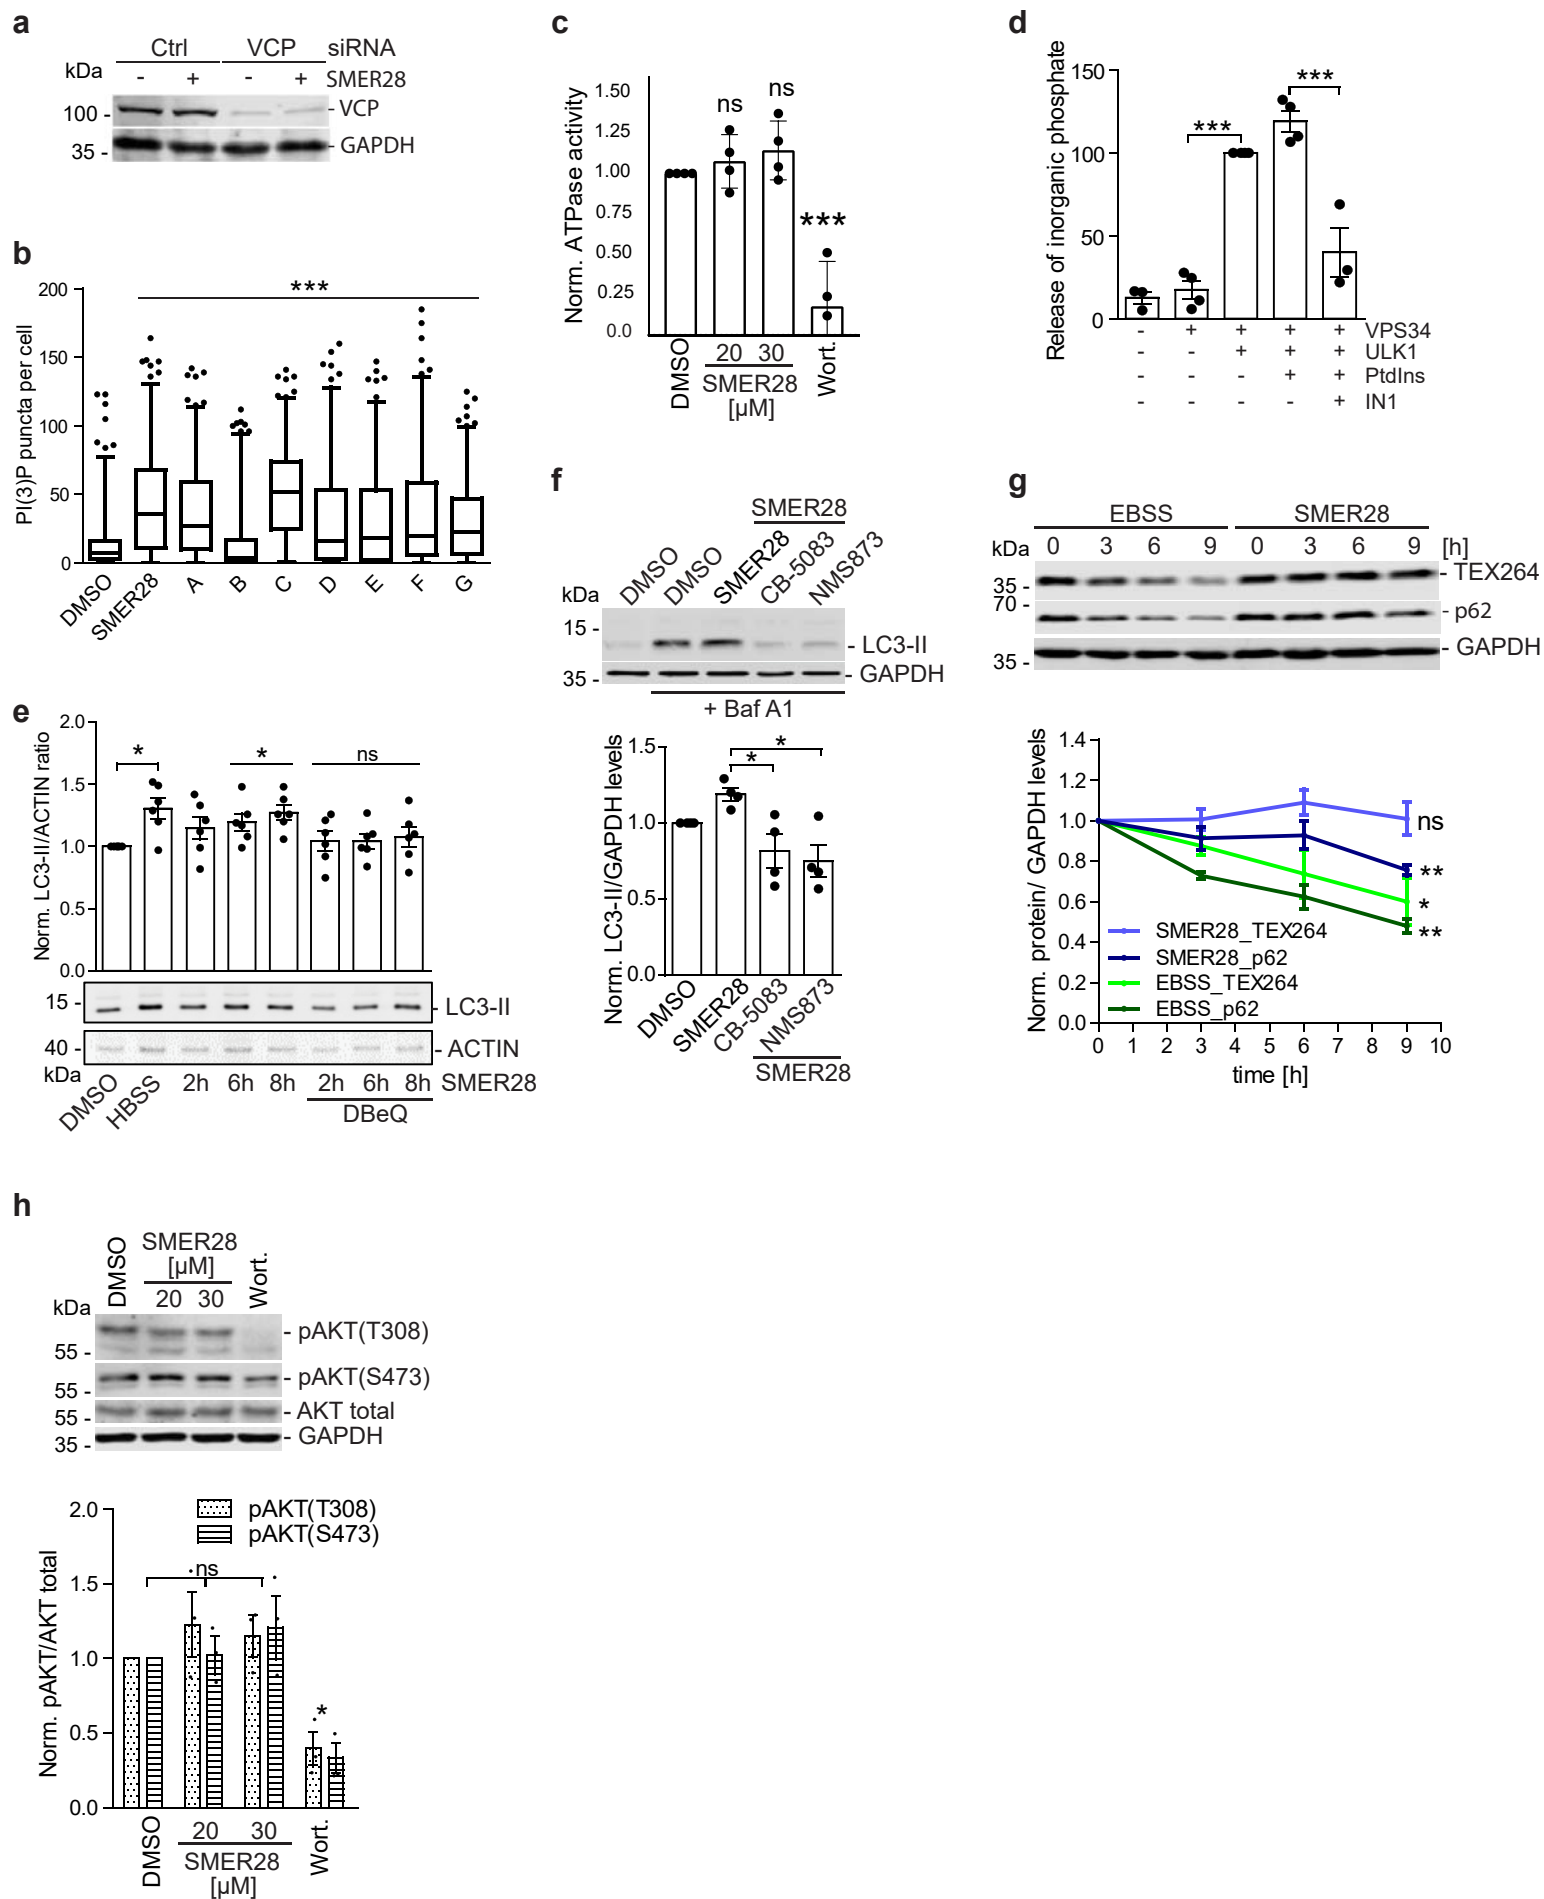 a
Ctrl VCP siRNA
kDa - + - + SMER28
100 - - VCP
35 - - GAPDH
b
***
PI(3)P puncta per cell
200
150
100
50
0
DMSO SMER28 A B C D E F G
c
Norm. ATPase activity
1.50
1.25
1.00
0.75
0.50
0.25
0.0
ns ns ***
DMSO 20 30 Wort.
SMER28
[µM]
d
Release of inorganic phosphate
150
100
50
0
*** ***
- + + + + VPS34
- - + + + ULK1
- - - + + PtdIns
- - - - + IN1
e
Norm. LC3-II/ACTIN ratio
2.0
1.5
1.0
0.5
0.0
* * ns
15 - - LC3-II
40 - - ACTIN
kDa
DMSO HBSS 2h 6h 8h 2h 6h 8h SMER28
DBeQ
f
SMER28
kDa DMSO DMSO SMER28 CB-5083 NMS873
15 - - LC3-II
35 - - GAPDH
+ Baf A1
Norm. LC3-II/GAPDH levels
1.5
1.0
0.5
0.0
* *
DMSO SMER28 CB-5083 NMS873
SMER28
g
EBSS SMER28
kDa 0 3 6 9 0 3 6 9 [h]
35 - - TEX264
70 - - p62
35 - - GAPDH
Norm. protein/ GAPDH levels
1.4
1.2
1.0
0.8
0.6
0.4
0.2
0.0
ns
**
*
**
SMER28_TEX264
SMER28_p62
EBSS_TEX264
EBSS_p62
0 1 2 3 4 5 6 7 8 9 10
time [h]
h
DMSO SMER28 Wort.
[µM]
kDa 20 30
- pAKT(T308)
55 -
- pAKT(S473)
55 -
55 - - AKT total
35 - - GAPDH
pAKT(T308)
pAKT(S473)
Norm. pAKT/AKT total
2.0
1.5
1.0
0.5
0.0
ns
*
DMSO 20 30 Wort.
SMER28
[µM]